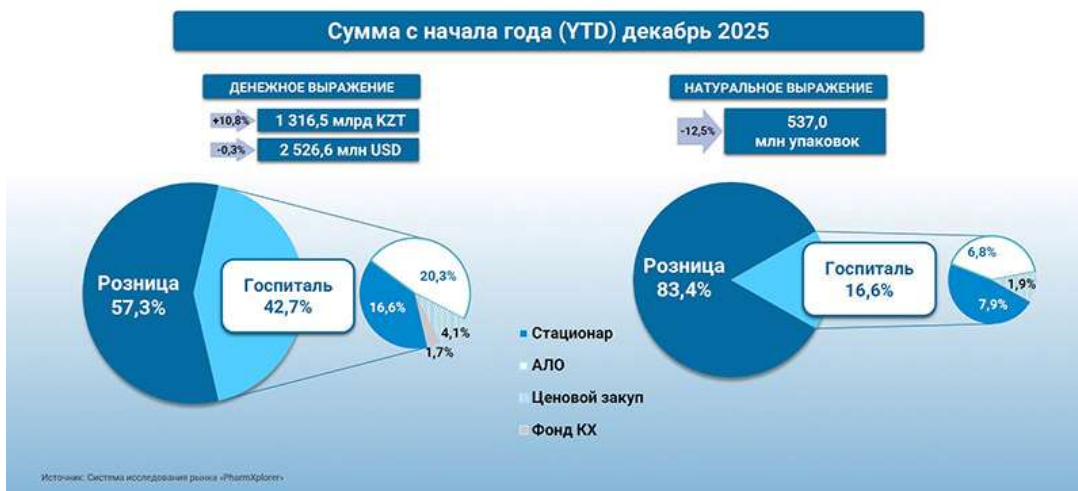 Сумма с начала года (YTD) декабрь 2025
ДЕНЕЖНОЕ ВЫРАЖЕНИЕ
+10,8%
1 316,5 млрд KZT
-0,3%
2 526,6 млн USD
НАТУРАЛЬНОЕ ВЫРАЖЕНИЕ
-12,5%
537,0
млн упаковок
Розница
57,3%
Госпиталь
42,7%
20,3%
16,6%
4,1%
1,7%
Розница
83,4%
Госпиталь
16,6%
6,8%
1,9%
7,9%
Стационар
АЛО
Ценовой закуп
Фонд КХ
Источник: Система исследования рынка «PharmXplorer»